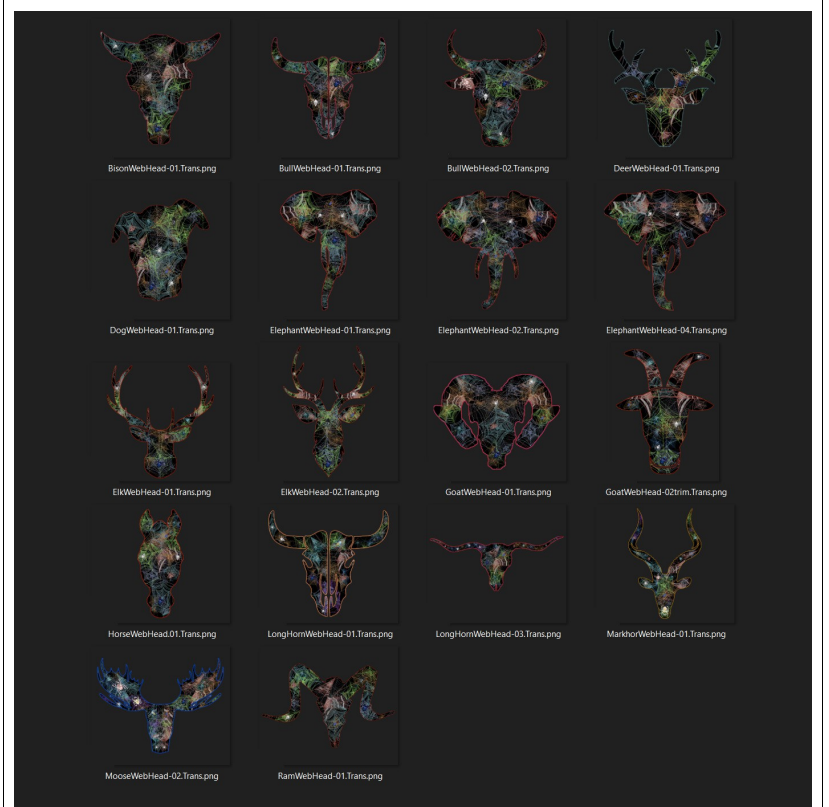 BisonWebHead-01.Trans.png
BullWebHead-01.Trans.png
BullWebHead-02.Trans.png
DeerWebHead-01.Trans.png
DogWebHead-01.Trans.png
ElephantWebHead-01.Trans.png
ElephantWebHead-02.Trans.png
ElephantWebHead-04.Trans.png
ElkWebHead-01.Trans.png
ElkWebHead-02.Trans.png
GoatWebHead-01.Trans.png
GoatWebHead-02trim.Trans.png
HorseWebHead.01.Trans.png
LongHornWebHead-01.Trans.png
LongHornWebHead-03.Trans.png
MarkhorWebHead-01.Trans.png
MooseWebHead-02.Trans.png
RamWebHead-01.Trans.png